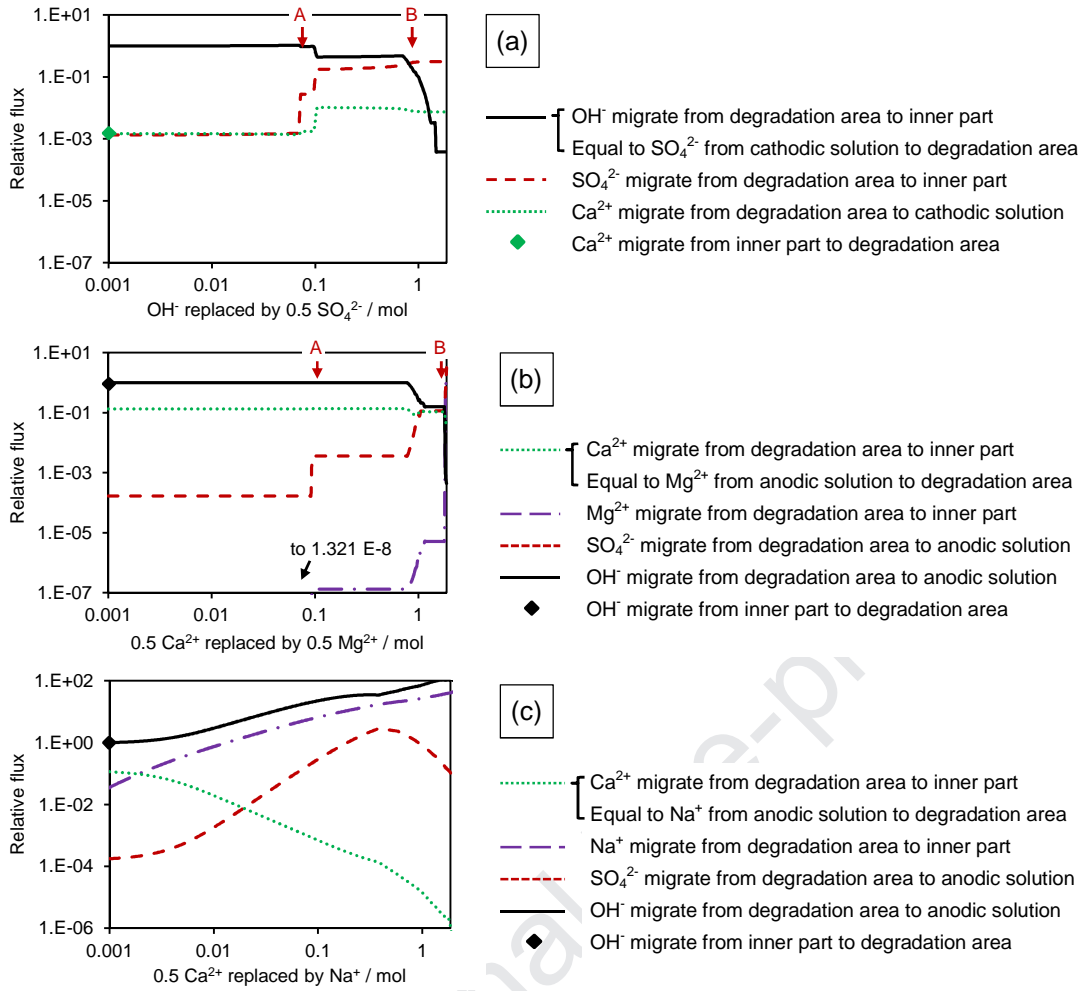 1.E+01
1.E-01
1.E-03
1.E-05
1.E-07
Relative flux
A
B
0.001
0.01
0.1
1
OH⁻ replaced by 0.5 SO₄²⁻ / mol
(a)
OH⁻ migrate from degradation area to inner part
Equal to SO₄²⁻ from cathodic solution to degradation area
SO₄²⁻ migrate from degradation area to inner part
Ca²⁺ migrate from degradation area to cathodic solution
Ca²⁺ migrate from inner part to degradation area
1.E+01
1.E-01
1.E-03
1.E-05
1.E-07
Relative flux
A
B
to 1.321 E-8
0.001
0.01
0.1
1
0.5 Ca²⁺ replaced by 0.5 Mg²⁺ / mol
(b)
Ca²⁺ migrate from degradation area to inner part
Equal to Mg²⁺ from anodic solution to degradation area
Mg²⁺ migrate from degradation area to inner part
SO₄²⁻ migrate from degradation area to anodic solution
OH⁻ migrate from degradation area to anodic solution
OH⁻ migrate from inner part to degradation area
1.E+02
1.E+00
1.E-02
1.E-04
1.E-06
Relative flux
0.001
0.01
0.1
1
0.5 Ca²⁺ replaced by Na⁺ / mol
(c)
Ca²⁺ migrate from degradation area to inner part
Equal to Na⁺ from anodic solution to degradation area
Na⁺ migrate from degradation area to inner part
SO₄²⁻ migrate from degradation area to anodic solution
OH⁻ migrate from degradation area to anodic solution
OH⁻ migrate from inner part to degradation area